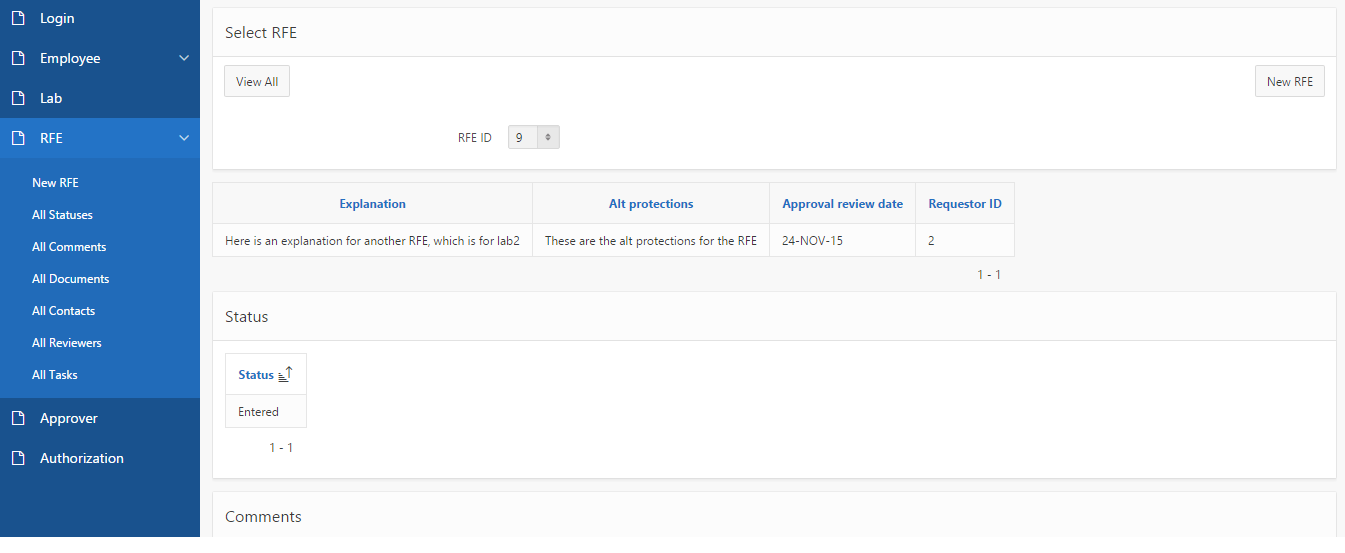 Login
Employee
Lab
RFE
New RFE
All Statuses
All Comments
All Documents
All Contacts
All Reviewers
All Tasks
Approver
Authorization
Select RFE
View All
New RFE
RFE ID 9
Explanation Alt protections Approval review date Requestor ID
Here is an explanation for another RFE, which is for lab2 These are the alt protections for the RFE 24-NOV-15 2
1 - 1
Status
Status
Entered
1 - 1
Comments